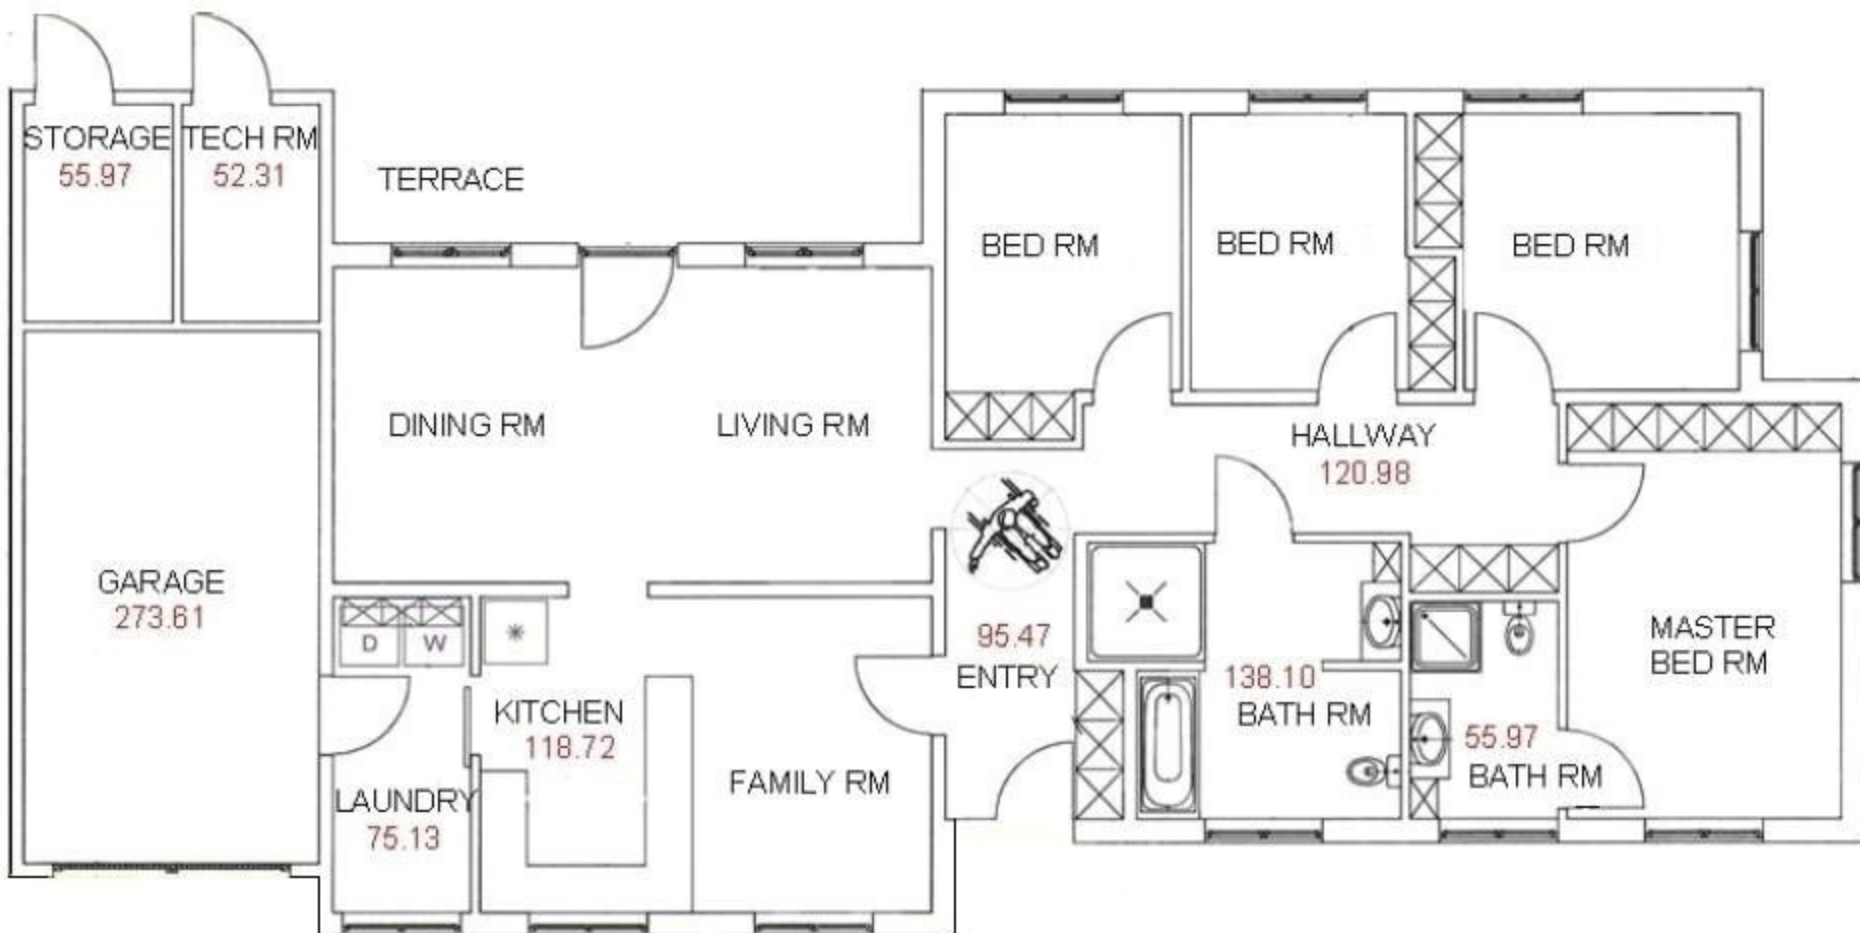 STORAGE
55.97
TECH RM
52.31
TERRACE
BED RM
BED RM
BED RM
DINING RM
LIVING RM
HALLWAY
120.98
GARAGE
273.61
D
W
95.47
ENTRY
MASTER
BED RM
138.10
BATH RM
KITCHEN
118.72
55.97
BATH RM
FAMILY RM
LAUNDRY
75.13